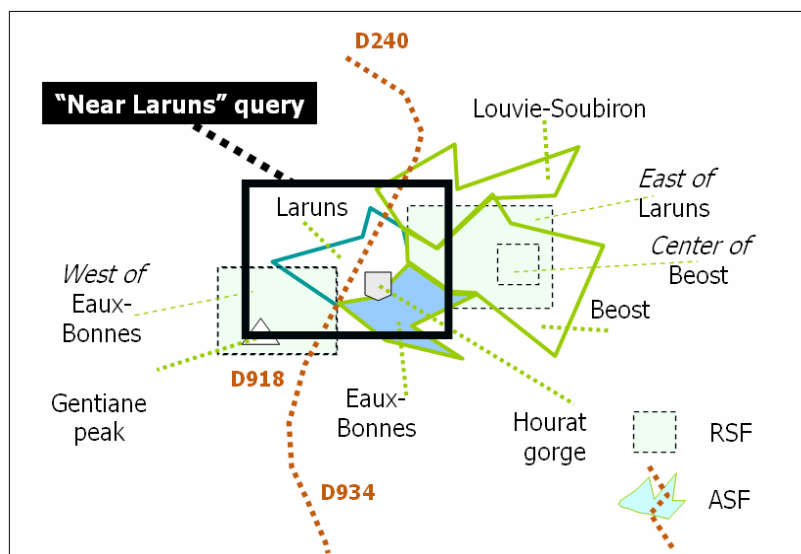 D240
“Near Laruns” query
Louvie-Soubiron
East of
Laruns
Laruns
Center of
Beost
West of
Eaux-
Bonnes
Beost
D918
Gentiane
peak
Eaux-
Bonnes
Hourat
gorge
RSF
D934
ASF